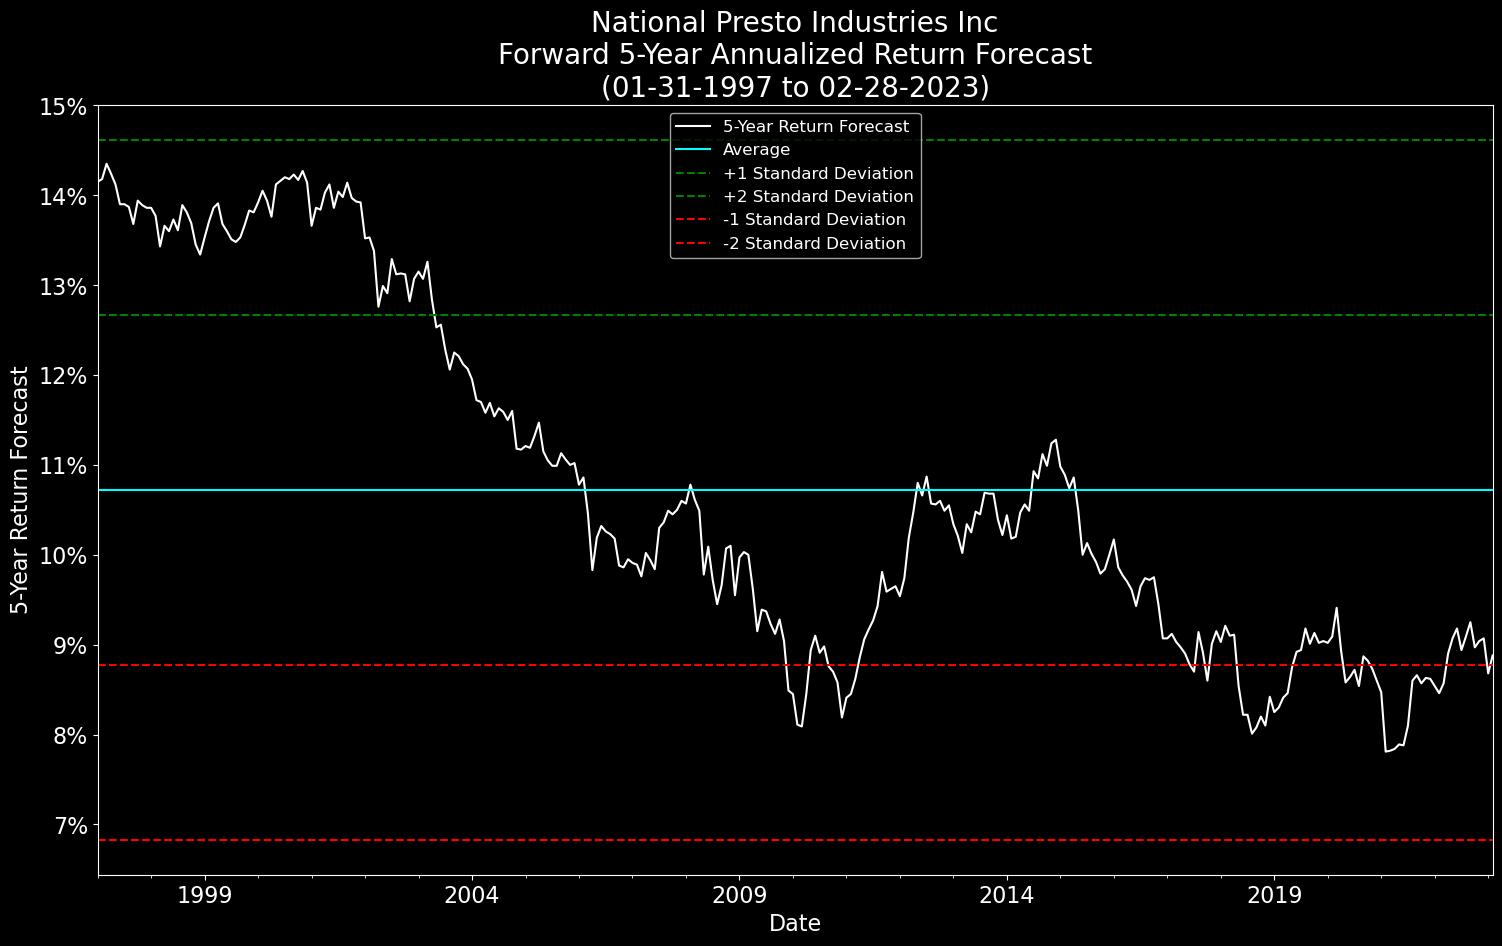 National Presto Industries Inc
Forward 5-Year Annualized Return Forecast
(01-31-1997 to 02-28-2023)
5-Year Return Forecast
Average
+1 Standard Deviation
+2 Standard Deviation
-1 Standard Deviation
-2 Standard Deviation
5-Year Return Forecast
15%
14%
13%
12%
11%
10%
9%
8%
7%
1999
2004
2009
2014
2019
Date